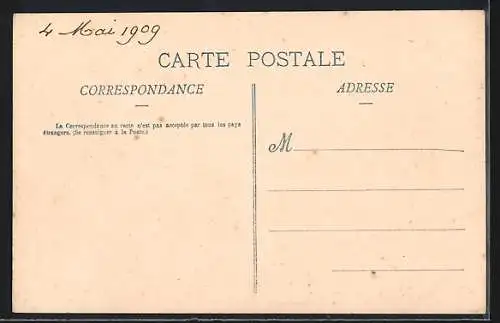 4 Mai 1909
CARTE POSTALE
CORRESPONDANCE
ADRESSE
La Correspondance au recto n'est pas acceptée par tous les pays
étrangers. (Se renseigner à la Poste.)
M